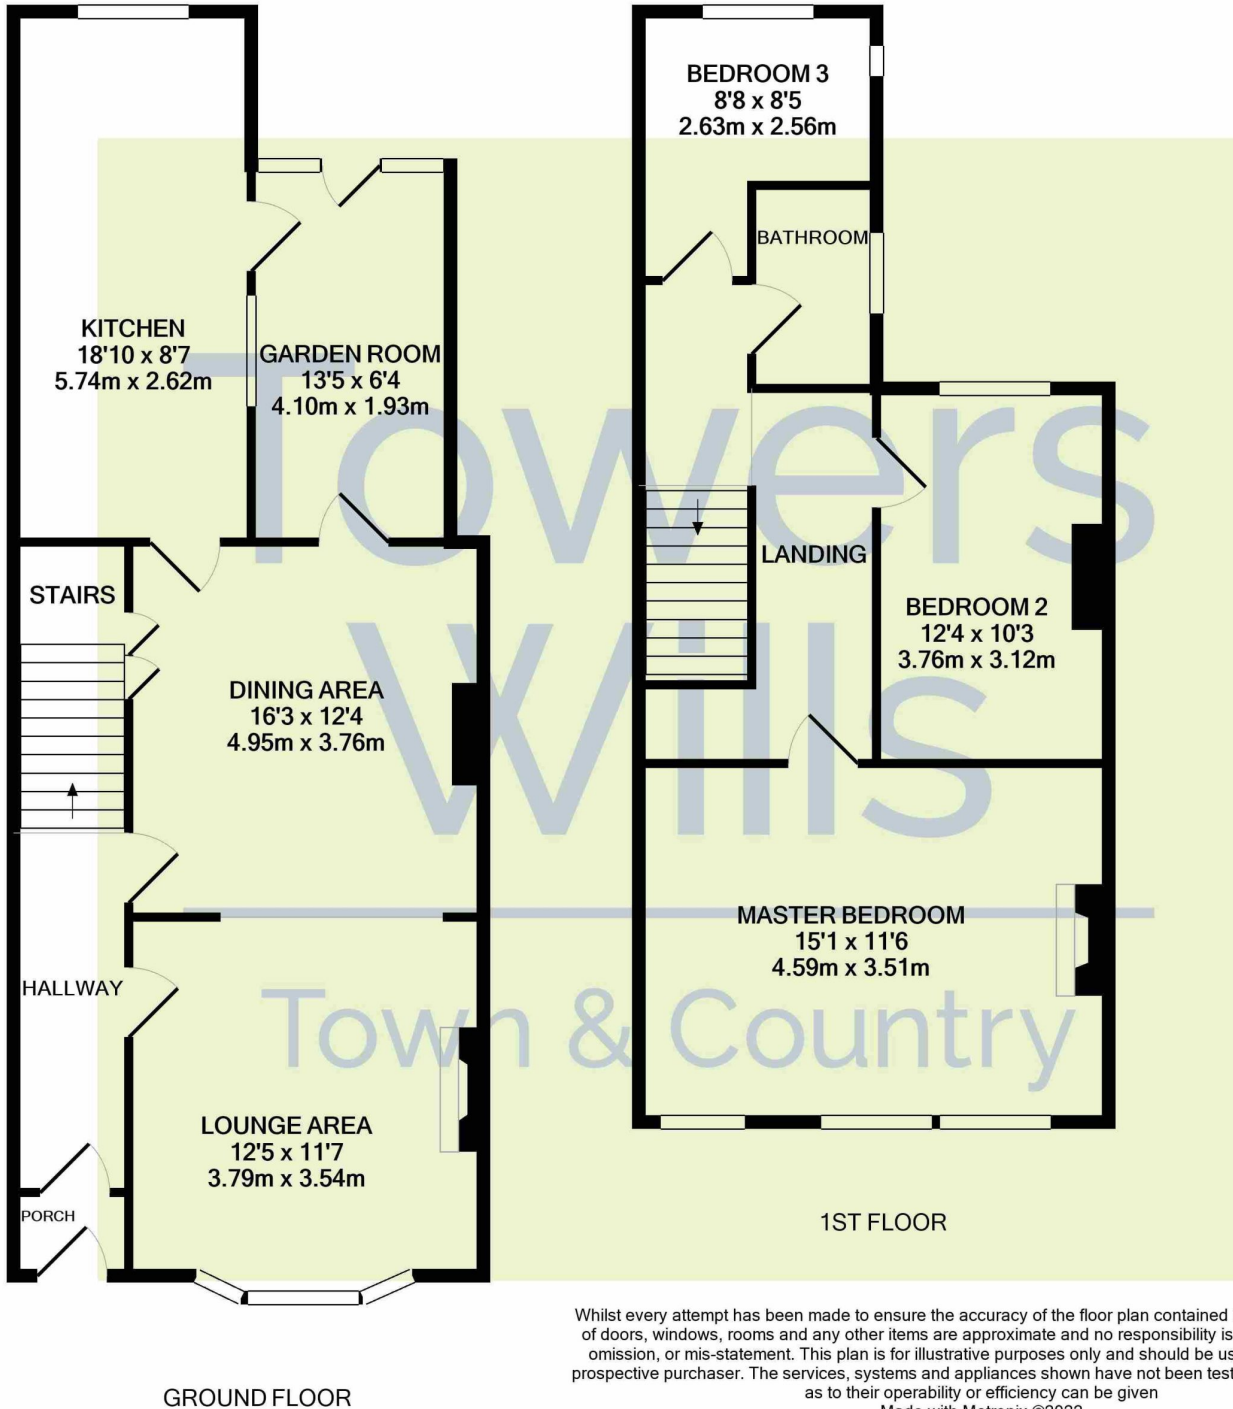 KITCHEN
18'10 x 8'7
5.74m x 2.62m
GARDEN ROOM
13'5 x 6'4
4.10m x 1.93m
STAIRS
DINING AREA
16'3 x 12'4
4.95m x 3.76m
HALLWAY
LOUNGE AREA
12'5 x 11'7
3.79m x 3.54m
PORCH
GROUND FLOOR
BEDROOM 3
8'8 x 8'5
2.63m x 2.56m
BATHROOM
LANDING
BEDROOM 2
12'4 x 10'3
3.76m x 3.12m
MASTER BEDROOM
15'1 x 11'6
4.59m x 3.51m
1ST FLOOR
Towers
Wills
Town & Country
Whilst every attempt has been made to ensure the accuracy of the floor plan contained
of doors, windows, rooms and any other items are approximate and no responsibility is
omission, or mis-statement. This plan is for illustrative purposes only and should be us
prospective purchaser. The services, systems and appliances shown have not been test
as to their operability or efficiency can be given
Made with Metropix ©2022